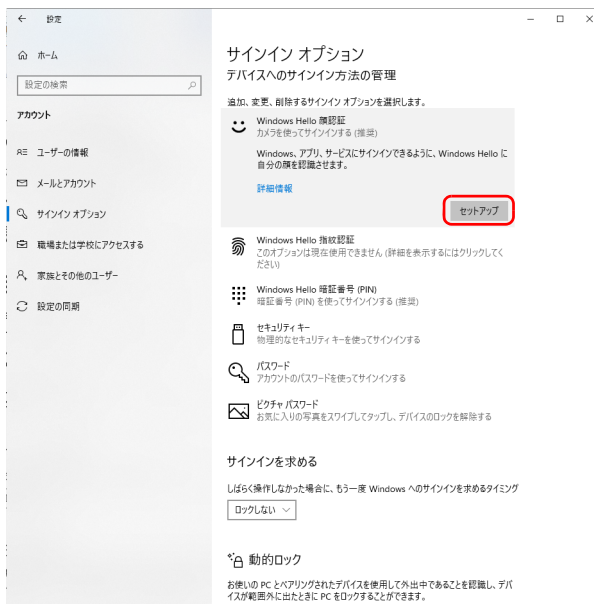 設定
ホーム
設定の検索
アカウント
ユーザーの情報
メールとアカウント
サインイン オプション
職場または学校にアクセスする
家族とその他のユーザー
設定の同期
サインイン オプション
デバイスへのサインイン方法の管理
追加、変更、削除するサインイン オプションを選択します。
Windows Hello 顔認証
カメラを使ってサインインする (推奨)
Windows、アプリ、サービスにサインインできるように、Windows Hello に
自分の顔を認識させます。
詳細情報
セットアップ
Windows Hello 指紋認証
このオプションは現在使用できません (詳細を表示するにはクリックしてく
ださい)
Windows Hello 暗証番号 (PIN)
暗証番号 (PIN) を使ってサインインする (推奨)
セキュリティ キー
物理的なセキュリティ キーを使ってサインインする
パスワード
アカウントのパスワードを使ってサインインする
ピクチャ パスワード
お気に入りの写真をスワイプしてタップし、デバイスのロックを解除する
サインインを求める
しばらく操作しなかった場合に、もう一度 Windows へのサインインを求めるタイミング
ロックしない
動的ロック
お使いの PC とペアリングされたデバイスを使用して外出中であることを認識し、デバ
イスが範囲外に出たときに PC をロックすることができます。